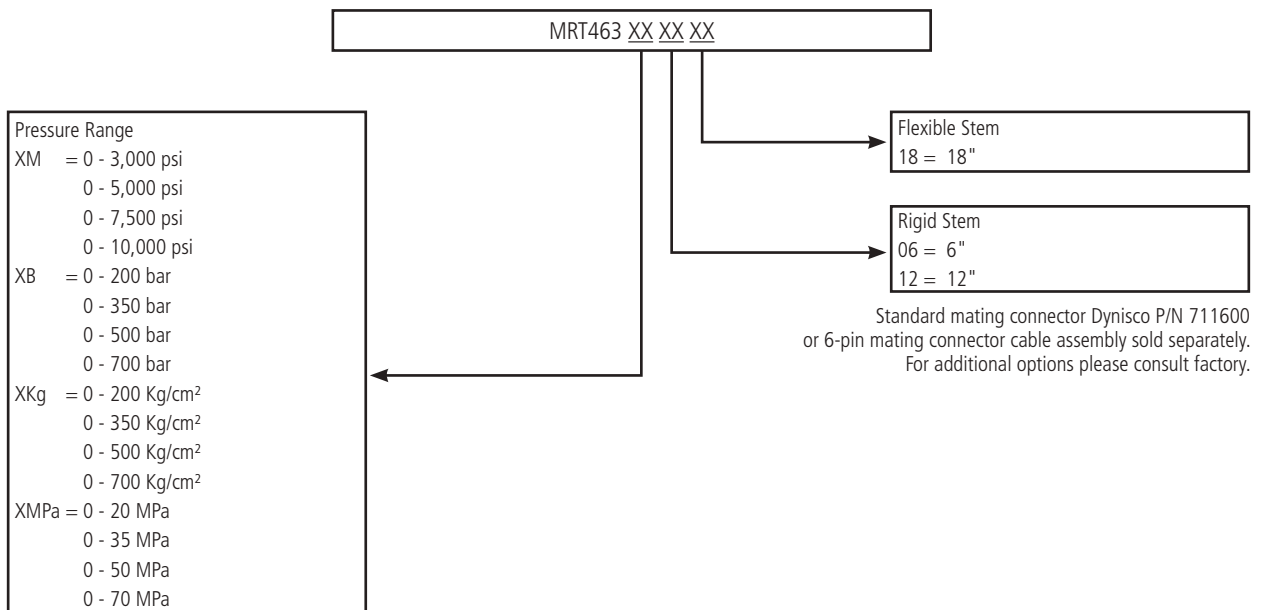 MRT463 XX XX XX
Pressure Range
XM = 0 - 3,000 psi
0 - 5,000 psi
0 - 7,500 psi
0 - 10,000 psi
XB = 0 - 200 bar
0 - 350 bar
0 - 500 bar
0 - 700 bar
XKg = 0 - 200 Kg/cm²
0 - 350 Kg/cm²
0 - 500 Kg/cm²
0 - 700 Kg/cm²
XMPa = 0 - 20 MPa
0 - 35 MPa
0 - 50 MPa
0 - 70 MPa
Flexible Stem
18 = 18"
Rigid Stem
06 = 6"
12 = 12"
Standard mating connector Dynisco P/N 711600
or 6-pin mating connector cable assembly sold separately.
For additional options please consult factory.